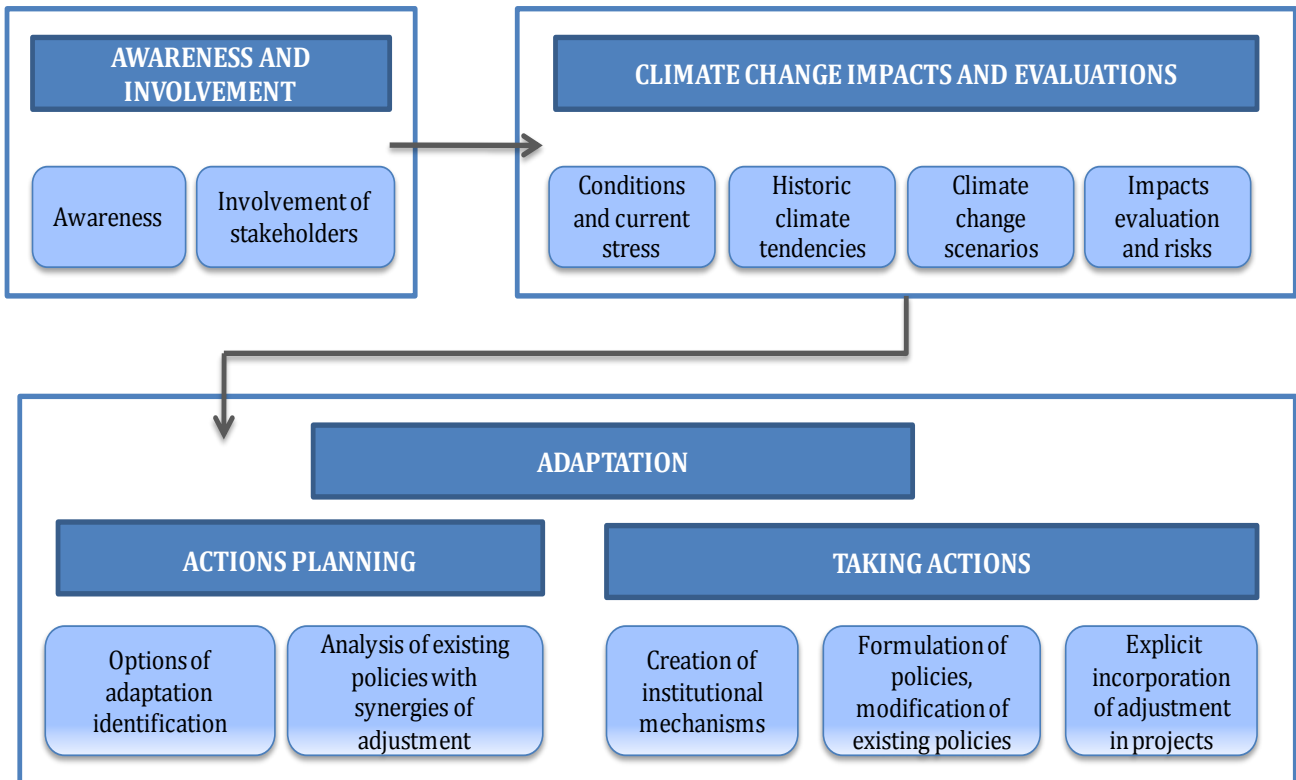 AWARENESS AND
INVOLVEMENT
Awareness
Involvement of
stakeholders
CLIMATE CHANGE IMPACTS AND EVALUATIONS
Conditions
and current
stress
Historic
climate
tendencies
Climate
change
scenarios
Impacts
evaluation
and risks
ADAPTATION
ACTIONS PLANNING
Options of
adaptation
identification
Analysis of existing
policies with
synergies of
adjustment
TAKING ACTIONS
Creation of
institutional
mechanisms
Formulation of
policies,
modification of
existing policies
Explicit
incorporation
of adjustment
in projects